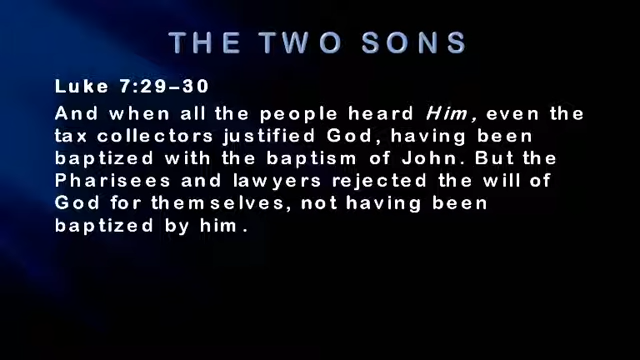 THE TWO SONS
Luke 7:29–30
And when all the people heard Him, even the
tax collectors justified God, having been
baptized with the baptism of John. But the
Pharisees and lawyers rejected the will of
God for themselves, not having been
baptized by him.